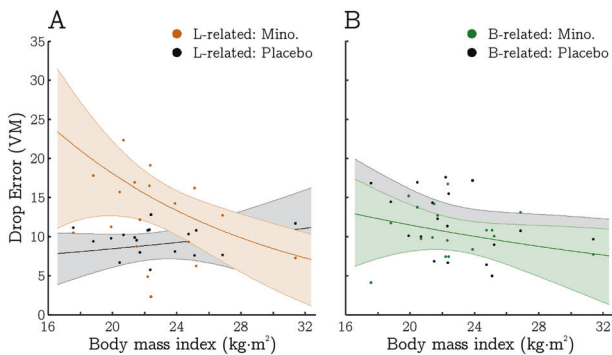 A
B
L-related: Mino.
L-related: Placebo
B-related: Mino.
B-related: Placebo
Drop Error (VM)
35
30
25
20
15
10
5
0
16 20 24 28 32
16 20 24 28 32
Body mass index (kg·m²)
Body mass index (kg·m²)